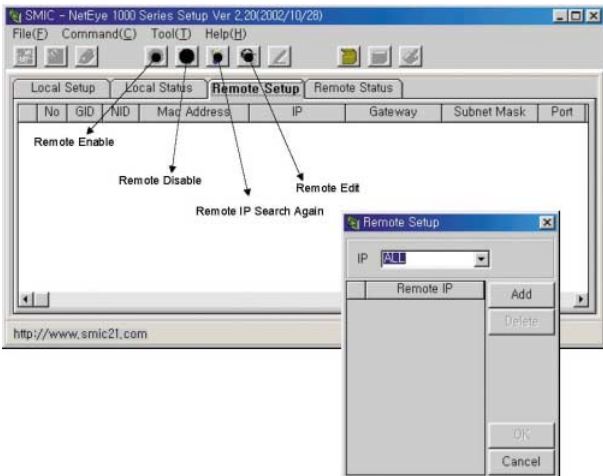 SMIC - NetEye 1000 Series Setup Ver 2,20(2002/10/28)
File(F) Command(C) Tool(T) Help(H)
Local Setup Local Status Remote Setup Remote Status
No GID NID Mac Address IP Gateway Subnet Mask Port
Remote Enable
Remote Disable
Remote Edit
Remote IP Search Again
Remote Setup
IP ALL
Remote IP
Add
Delete
http://www.smic21.com
OK
Cancel